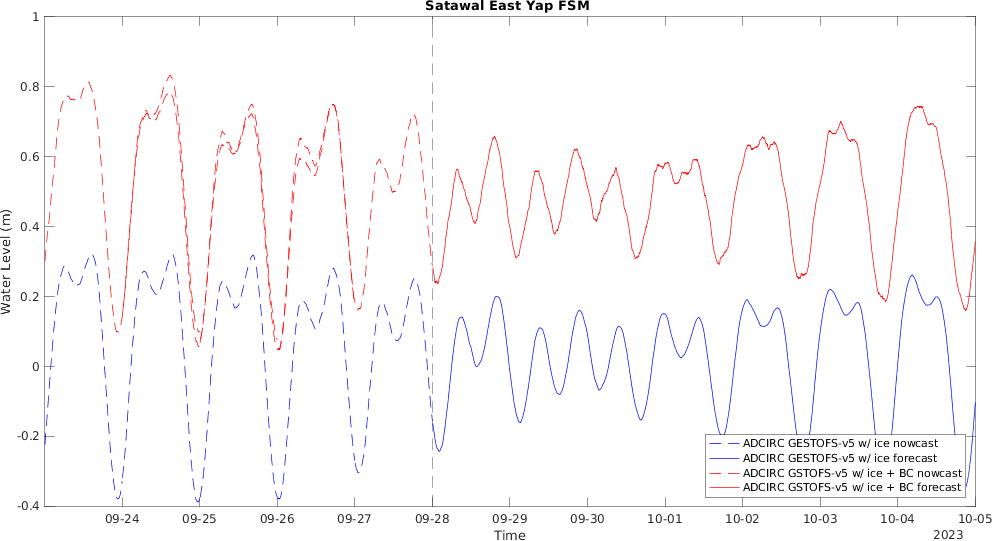 Satawal East Yap FSM
Water Level (m)
1
0.8
0.6
0.4
0.2
0
-0.2
-0.4
ADCIRC GESTOFS-v5 w/ ice nowcast
ADCIRC GESTOFS-v5 w/ ice forecast
ADCIRC GSTOFS-v5 w/ ice + BC nowcast
ADCIRC GSTOFS-v5 w/ ice + BC forecast
09-24 09-25 09-26 09-27 09-28 09-29 09-30 10-01 10-02 10-03 10-04 10-05
Time
2023